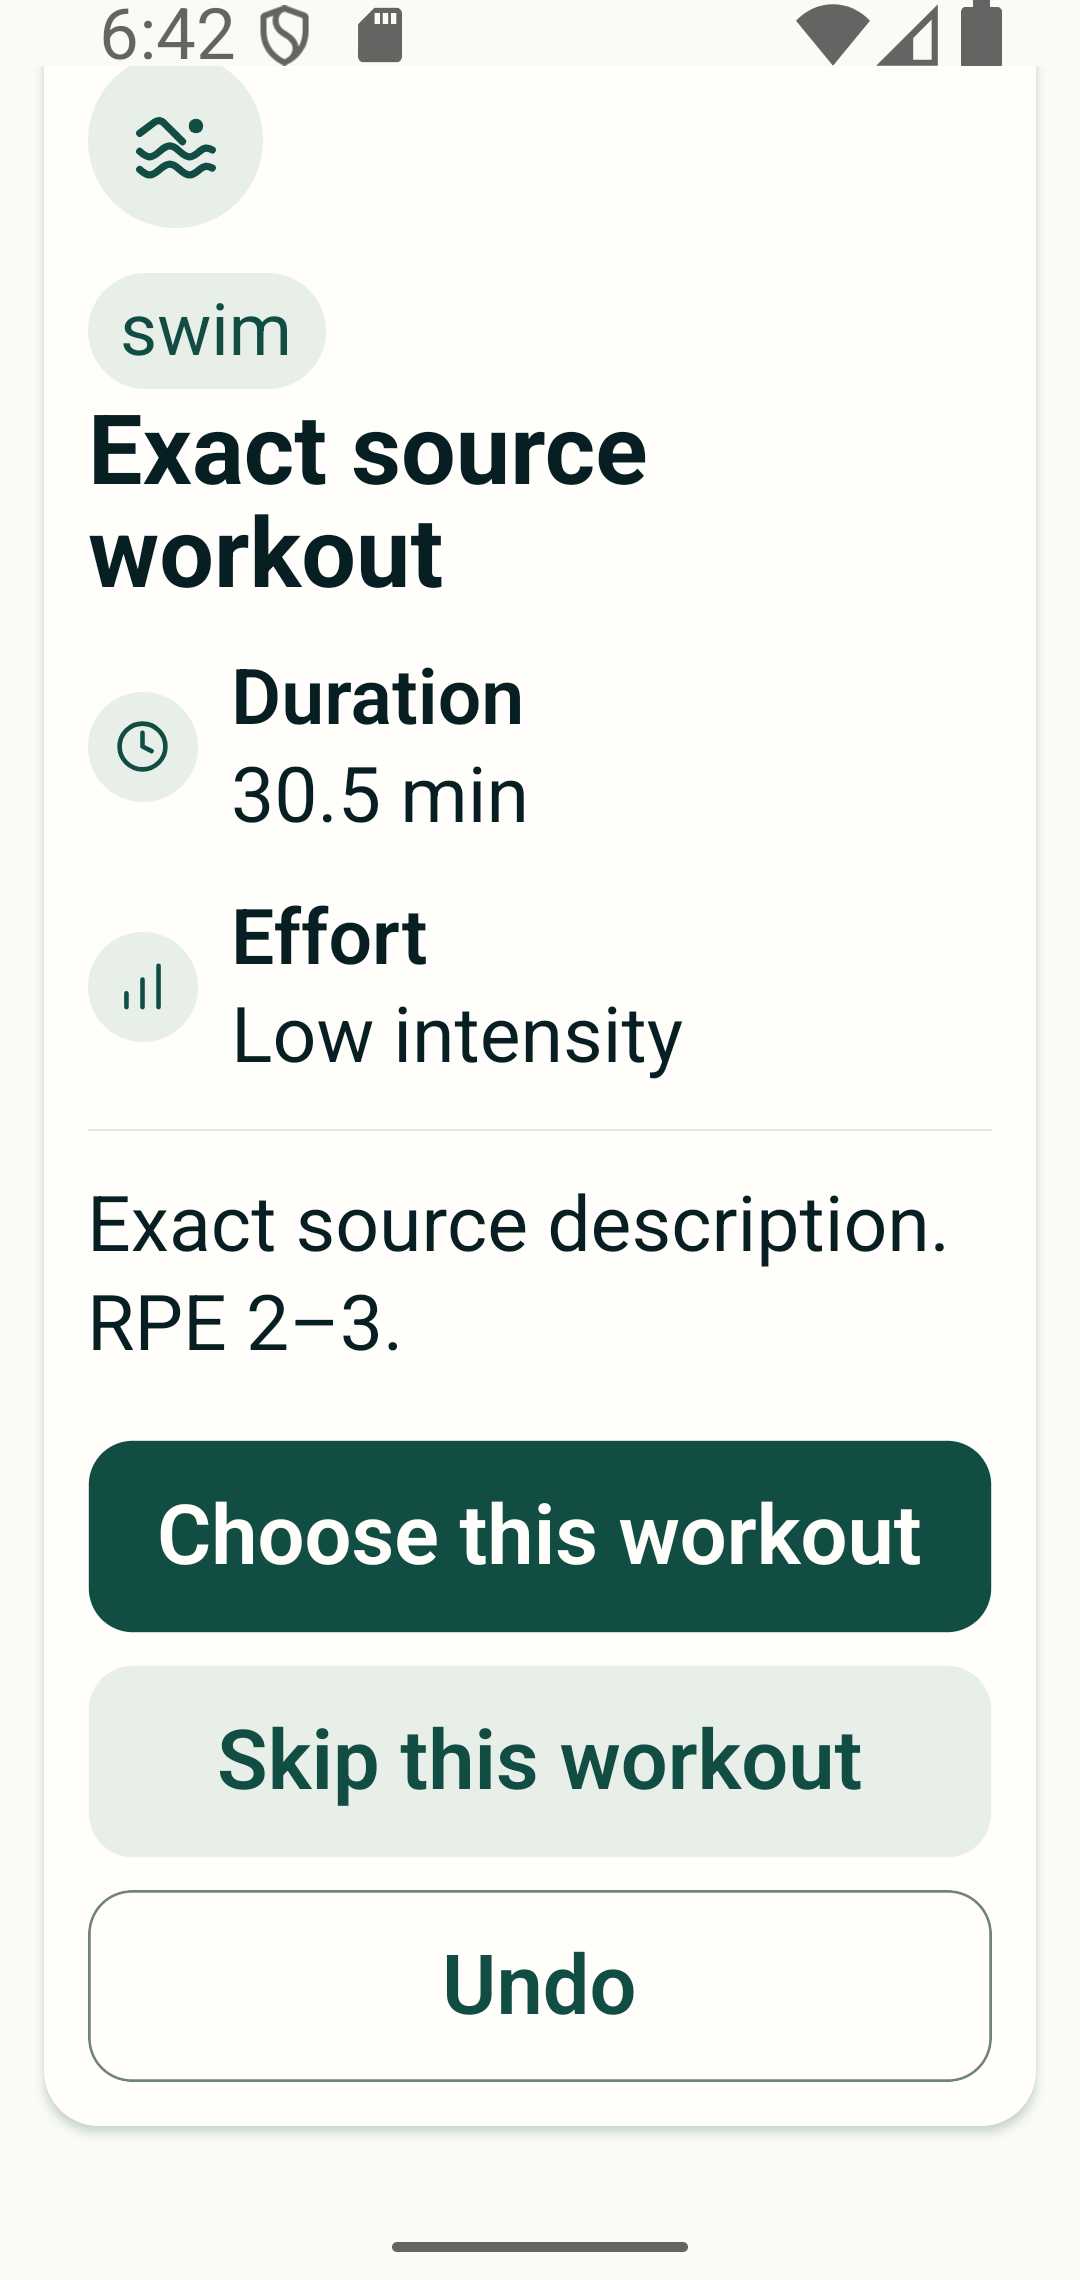 6:42
swim
Exact source
workout
Duration
30.5 min
Effort
Low intensity
Exact source description.
RPE 2–3.
Choose this workout
Skip this workout
Undo